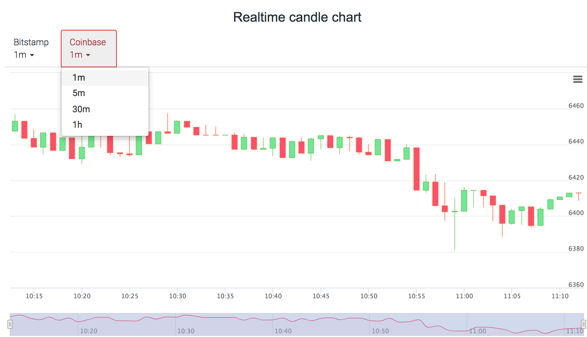 Realtime candle chart
Bitstamp
1m
Coinbase
1m
1m
5m
30m
1h
6460
6440
6420
6400
6380
6360
10:15 10:20 10:25 10:30 10:35 10:40 10:45 10:50 10:55 11:00 11:05 11:10
10:20 10:30 10:40 10:50 11:00 11:10